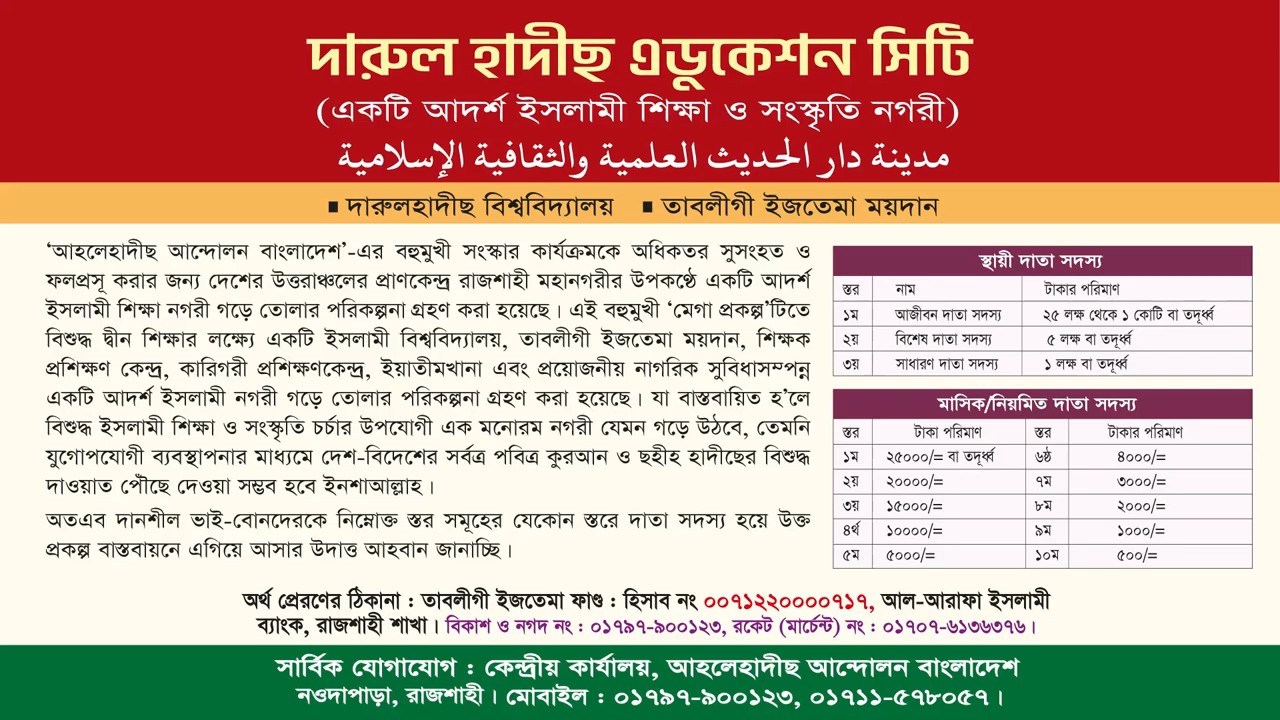 দারুল হাদীছ এডুকেশন সিটি
(একটি আদর্শ ইসলামী শিক্ষা ও সংস্কৃতি নগরী)
مدينة دار الحديث العلمية والثقافية الإسلامية
■ দারুলহাদীছ বিশ্ববিদ্যালয় ■ তাবলীগী ইজতেমা ময়দান
‘আহলেহাদীছ আন্দোলন বাংলাদেশ’-এর বহুমুখী সংস্কার কার্যক্রমকে অধিকতর সুসংহত ও
ফলপ্রসূ করার জন্য দেশের উত্তরাঞ্চলের প্রাণকেন্দ্র রাজশাহী মহানগরীর উপকণ্ঠে একটি আদর্শ
ইসলামী শিক্ষা নগরী গড়ে তোলার পরিকল্পনা গ্রহণ করা হয়েছে। এই বহুমুখী ‘মেগা প্রকল্প’টিতে
বিশুদ্ধ দ্বীন শিক্ষার লক্ষ্যে একটি ইসলামী বিশ্ববিদ্যালয়, তাবলীগী ইজতেমা ময়দান, শিক্ষক
প্রশিক্ষণ কেন্দ্র, কারিগরী প্রশিক্ষণকেন্দ্র, ইয়াতীমখানা এবং প্রয়োজনীয় নাগরিক সুবিধাসম্পন্ন
একটি আদর্শ ইসলামী নগরী গড়ে তোলার পরিকল্পনা গ্রহণ করা হয়েছে। যা বাস্তবায়িত হ’লে
বিশুদ্ধ ইসলামী শিক্ষা ও সংস্কৃতি চর্চার উপযোগী এক মনোরম নগরী যেমন গড়ে উঠবে, তেমনি
যুগোপযোগী ব্যবস্থাপনার মাধ্যমে দেশ-বিদেশের সর্বত্র পবিত্র কুরআন ও ছহীহ হাদীছের বিশুদ্ধ
দাওয়াত পৌঁছে দেওয়া সম্ভব হবে ইনশাআল্লাহ।
অতএব দানশীল ভাই-বোনদেরকে নিম্নোক্ত স্তর সমূহের যেকোন স্তরে দাতা সদস্য হয়ে উক্ত
প্রকল্প বাস্তবায়নে এগিয়ে আসার উদাত্ত আহবান জানাচ্ছি।
স্থায়ী দাতা সদস্য
স্তর নাম টাকার পরিমাণ
১ম আজীবন দাতা সদস্য ২৫ লক্ষ থেকে ১ কোটি বা তদূর্ধ্ব
২য় বিশেষ দাতা সদস্য ৫ লক্ষ বা তদূর্ধ্ব
৩য় সাধারণ দাতা সদস্য ১ লক্ষ বা তদূর্ধ্ব
মাসিক/নিয়মিত দাতা সদস্য
স্তর টাকা পরিমাণ স্তর টাকার পরিমাণ
১ম ২৫০০০/= বা তদূর্ধ্ব ৬ষ্ঠ ৪০০০/=
২য় ২০০০০/= ৭ম ৩০০০/=
৩য় ১৫০০০/= ৮ম ২০০০/=
৪র্থ ১০০০০/= ৯ম ১০০০/=
৫ম ৫০০০/= ১০ম ৫০০/=
অর্থ প্রেরণের ঠিকানা : তাবলীগী ইজতেমা ফাণ্ড : হিসাব নং ০০৭১২২০০০০৭১৭, আল-আরাফা ইসলামী
ব্যাংক, রাজশাহী শাখা। বিকাশ ও নগদ নং : ০১৭৯৭-৯০০১২৩, রকেট (মার্চেন্ট) নং : ০১৭০৭-৬১৩৬৩৭৬।
সার্বিক যোগাযোগ : কেন্দ্রীয় কার্যালয়, আহলেহাদীছ আন্দোলন বাংলাদেশ
নওদাপাড়া, রাজশাহী। মোবাইল : ০১৭৯৭-৯০০১২৩, ০১৭১১-৫৭৮০৫৭।